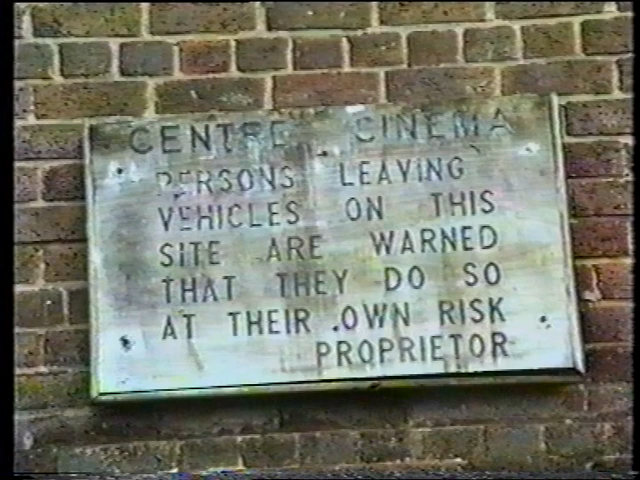 CENTRE CINEMA
PERSONS LEAVING
VEHICLES ON THIS
SITE ARE WARNED
THAT THEY DO SO
AT THEIR .OWN RISK
PROPRIETOR